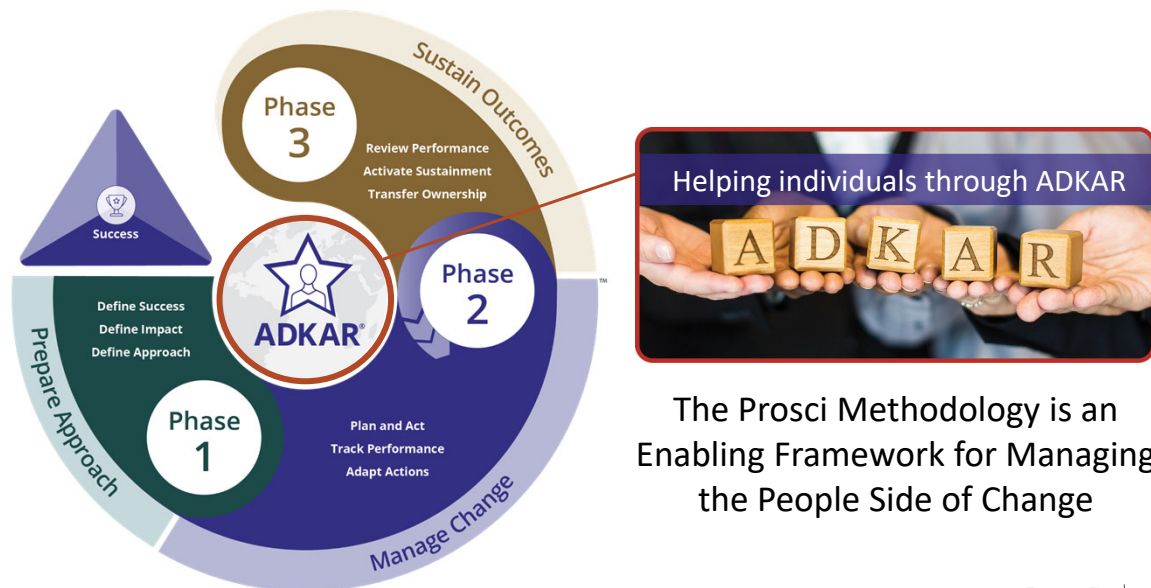 Sustain Outcomes
Phase
3
Review Performance
Activate Sustainment
Transfer Ownership
Success
ADKAR®
Phase
2
™
Define Success
Define Impact
Define Approach
Prepare Approach
Phase
1
Plan and Act
Track Performance
Adapt Actions
Manage Change
Helping individuals through ADKAR
A D K A R
The Prosci Methodology is an
Enabling Framework for Managing
the People Side of Change